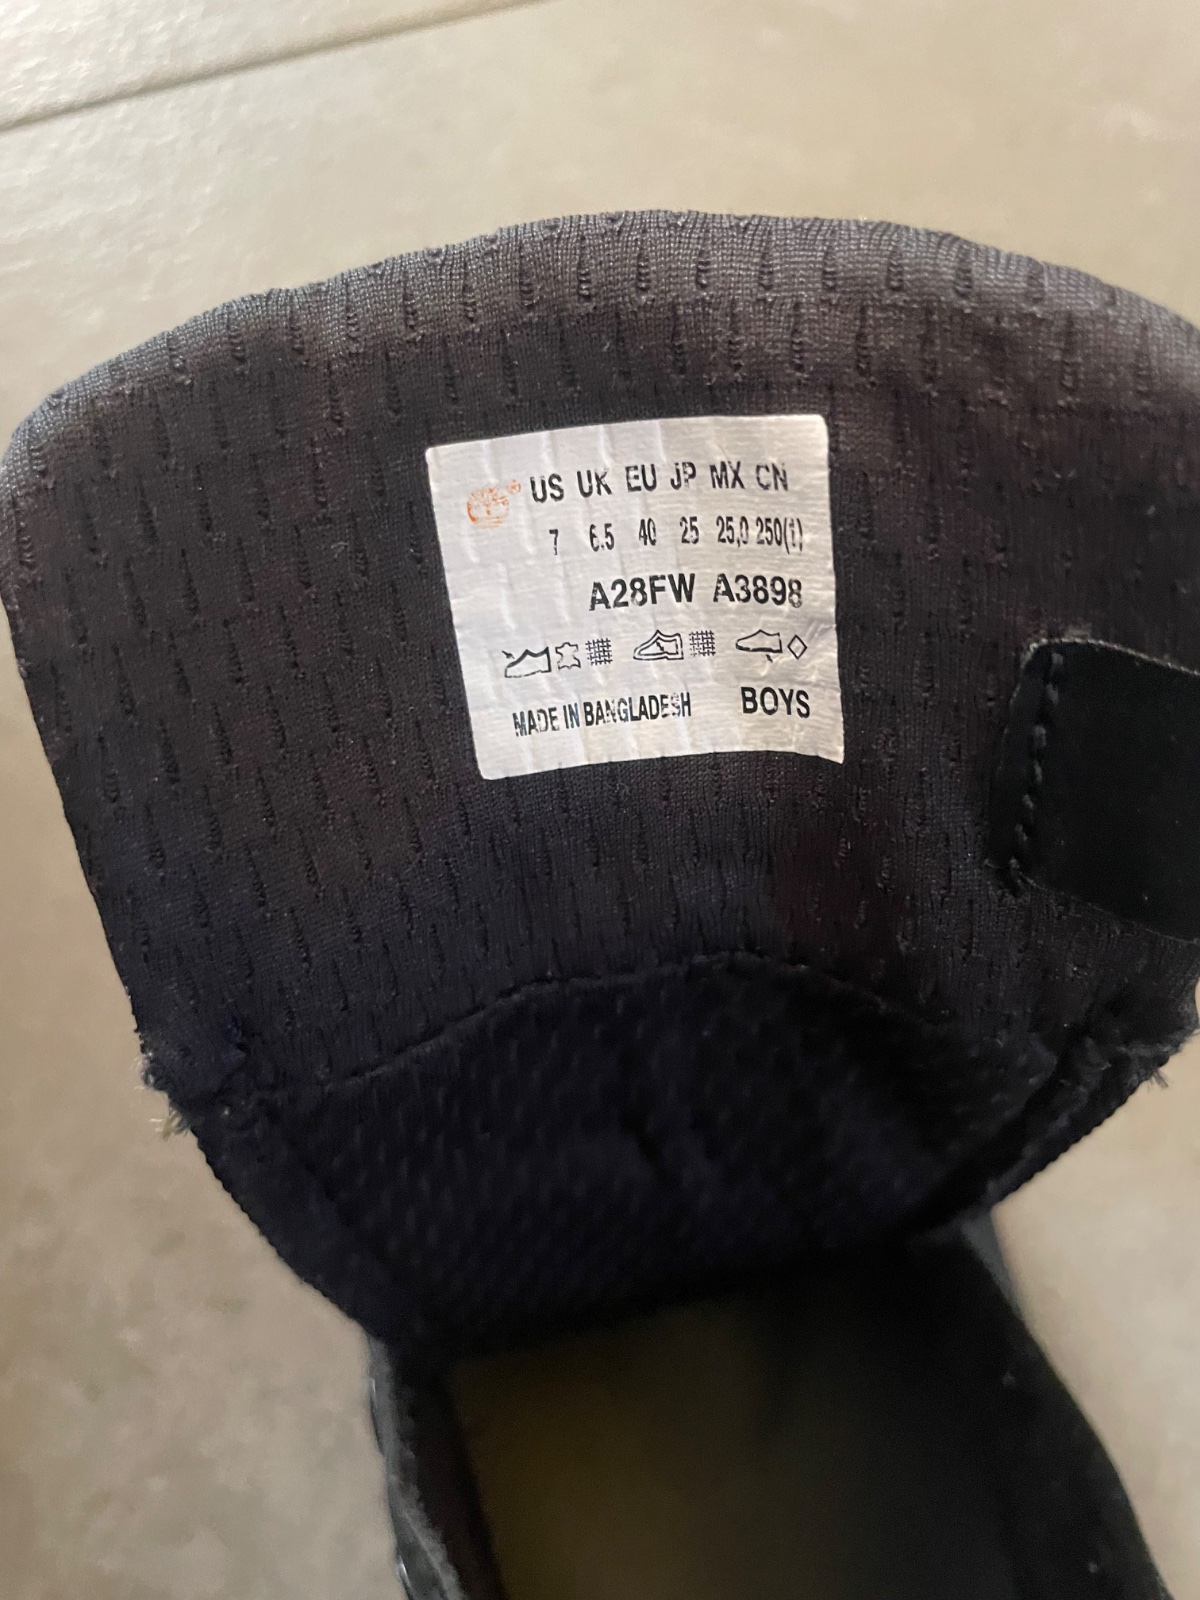 US UK EU JP MX CN
7 6.5 40 25 25,0 250(1)
A28FW A3898
MADE IN BANGLADESH BOYS